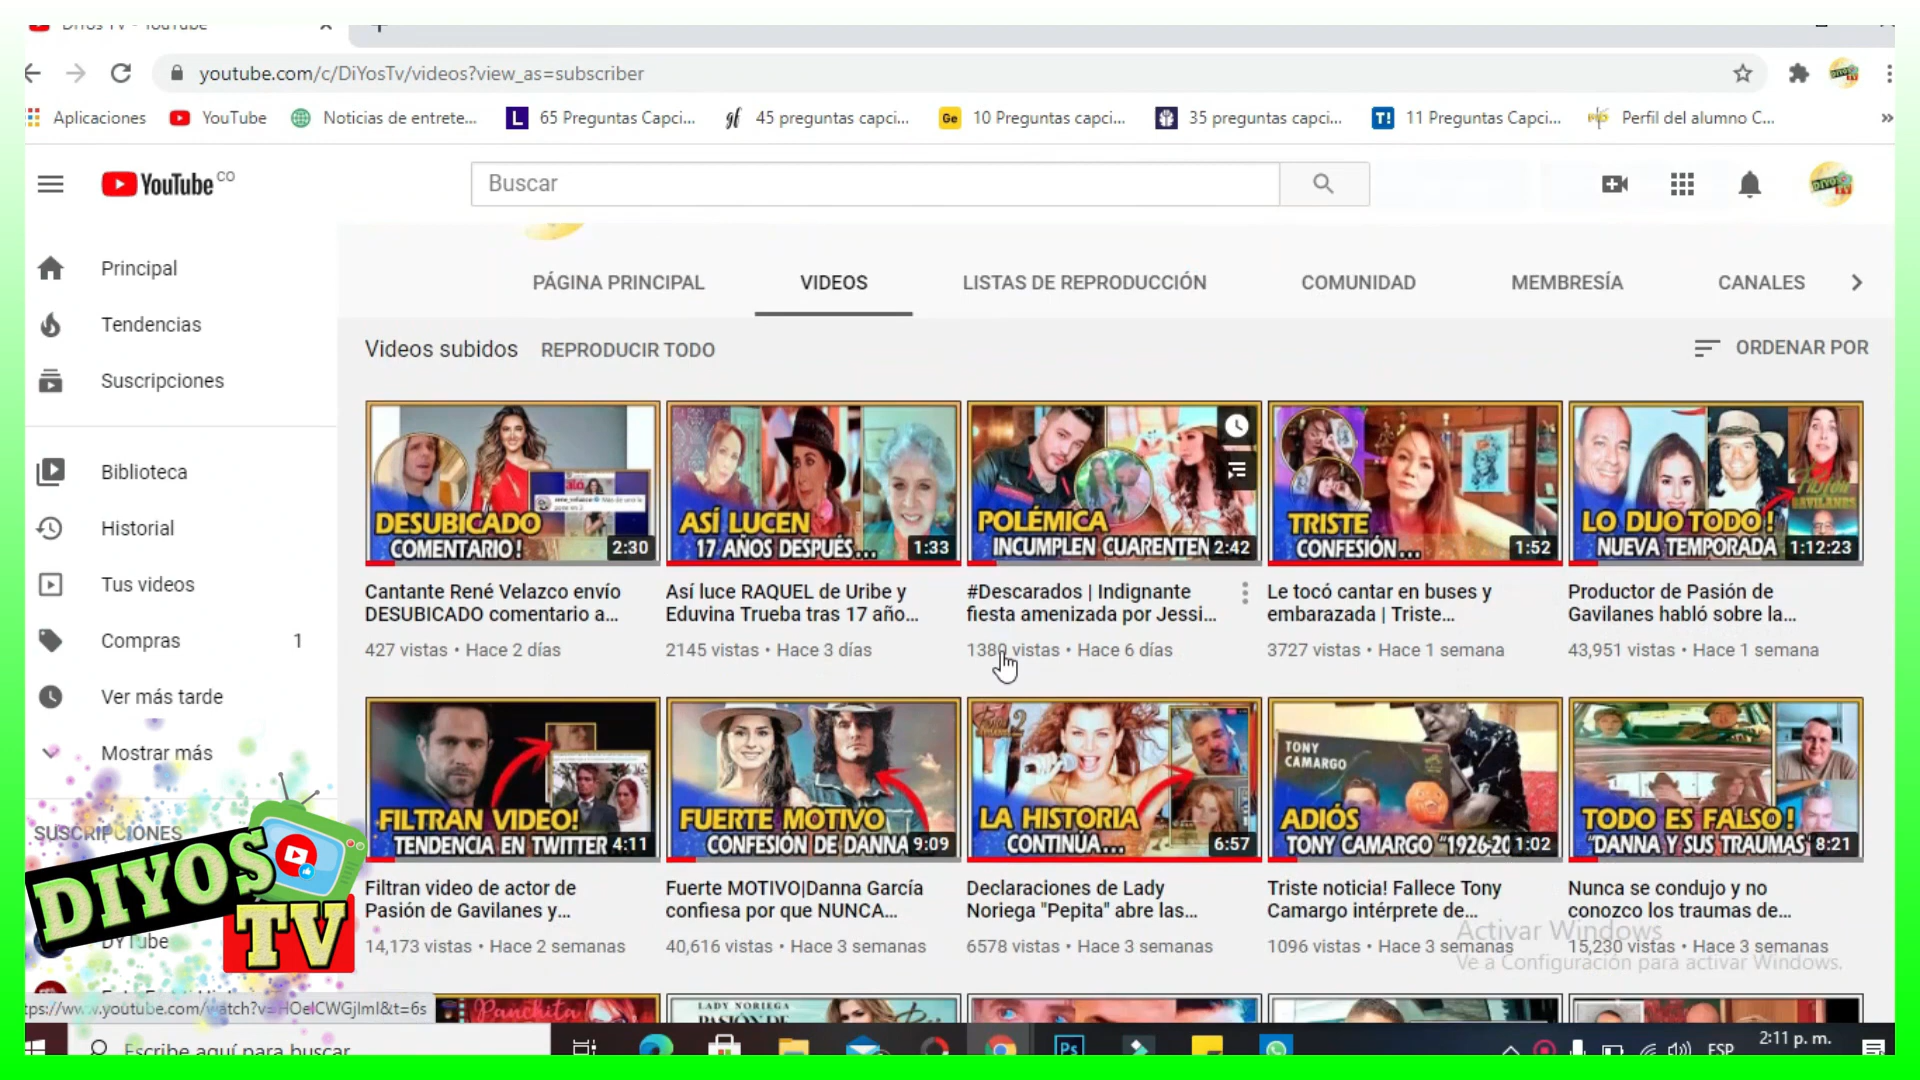 DiYos TV - YouTube
youtube.com/c/DiYosTv/videos?view_as=subscriber
Aplicaciones
YouTube
Noticias de entrete...
65 Preguntas Capci...
45 preguntas capci...
10 Preguntas capci...
35 preguntas capci...
11 Preguntas Capci...
Perfil del alumno C...
YouTube CO
Buscar
Principal
Tendencias
Suscripciones
Biblioteca
Historial
Tus videos
Compras 1
Ver más tarde
Mostrar más
SUSCRIPCIONES
DIYOS
TV
DYTube
PÁGINA PRINCIPAL
VIDEOS
LISTAS DE REPRODUCCIÓN
COMUNIDAD
MEMBRESÍA
CANALES
Videos subidos
REPRODUCIR TODO
ORDENAR POR
DESUBICADO
COMENTARIO!
2:30
Cantante René Velazco envío
DESUBICADO comentario a...
427 vistas • Hace 2 días
ASÍ LUCEN
17 AÑOS DESPUÉS...
1:33
Así luce RAQUEL de Uribe y
Eduvina Trueba tras 17 año...
2145 vistas • Hace 3 días
POLÉMICA
INCUMPLEN CUARENTEN
2:42
#Descarados | Indignante
fiesta amenizada por Jessi...
1380 vistas • Hace 6 días
TRISTE
CONFESIÓN...
1:52
Le tocó cantar en buses y
embarazada | Triste...
3727 vistas • Hace 1 semana
LO DIJO TODO!
NUEVA TEMPORADA
1:12:23
Productor de Pasión de
Gavilanes habló sobre la...
43,951 vistas • Hace 1 semana
FILTRAN VIDEO!
TENDENCIA EN TWITTER
4:11
Filtran video de actor de
Pasión de Gavilanes y...
14,173 vistas • Hace 2 semanas
FUERTE MOTIVO
CONFESIÓN DE DANNA
9:09
Fuerte MOTIVO|Danna García
confiesa por que NUNCA...
40,616 vistas • Hace 3 semanas
LA HISTORIA
CONTINÚA...
6:57
Declaraciones de Lady
Noriega "Pepita" abre las...
6578 vistas • Hace 3 semanas
TONY
CAMARGO
ADIÓS
TONY CAMARGO "1926-20
1:02
Triste noticia! Fallece Tony
Camargo intérprete de...
1096 vistas • Hace 3 semanas
TODO ES FALSO!
"DANNA Y SUS TRAUMAS
8:21
Nunca se condujo y no
conozco los traumas de...
15,230 vistas • Hace 3 semanas
Activar Windows
Ve a Configuración para activar Windows.
Panchita
LADY NORIEGA
PASIÓN DE
Escribe aquí para buscar
Ps
ESP
2:11 p. m.